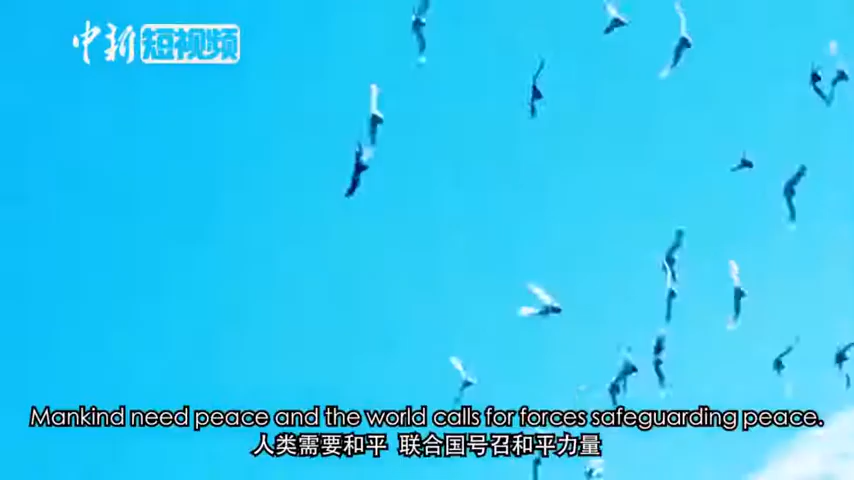 中新短视频
Mankind need peace and the world calls for forces safeguarding peace.
人类需要和平 联合国号召和平力量